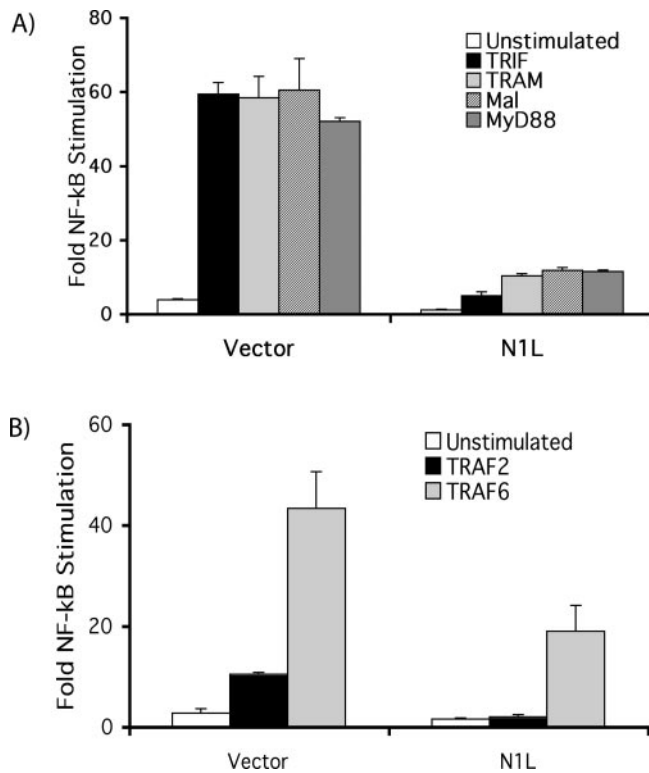 A)
Fold NF-kB Stimulation
80
60
40
20
0
Unstimulated
TRIF
TRAM
Mal
MyD88
Vector N1L
B)
Fold NF-kB Stimulation
60
40
20
0
Unstimulated
TRAF2
TRAF6
Vector N1L